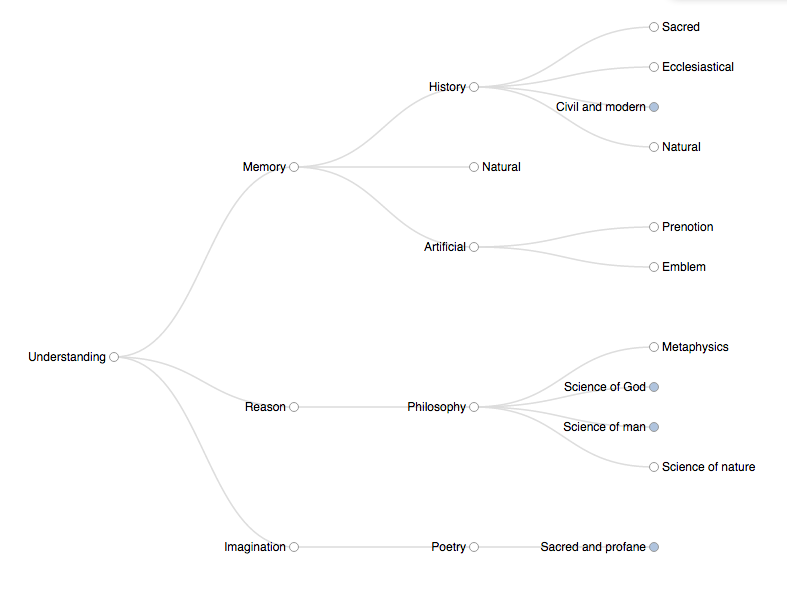 Sacred
Ecclesiastical
History
Civil and modern
Natural
Memory
Natural
Prenotion
Artificial
Emblem
Metaphysics
Understanding
Science of God
Reason
Philosophy
Science of man
Science of nature
Imagination
Poetry
Sacred and profane